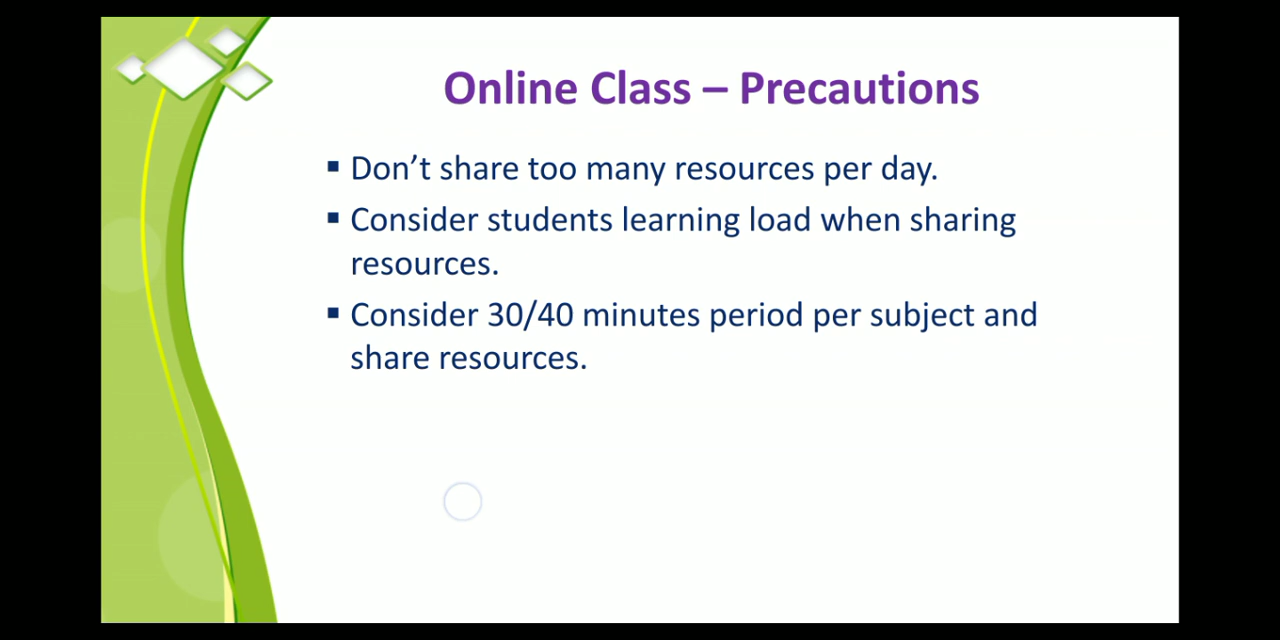 Online Class – Precautions
▪ Don’t share too many resources per day.
▪ Consider students learning load when sharing
resources.
▪ Consider 30/40 minutes period per subject and
share resources.